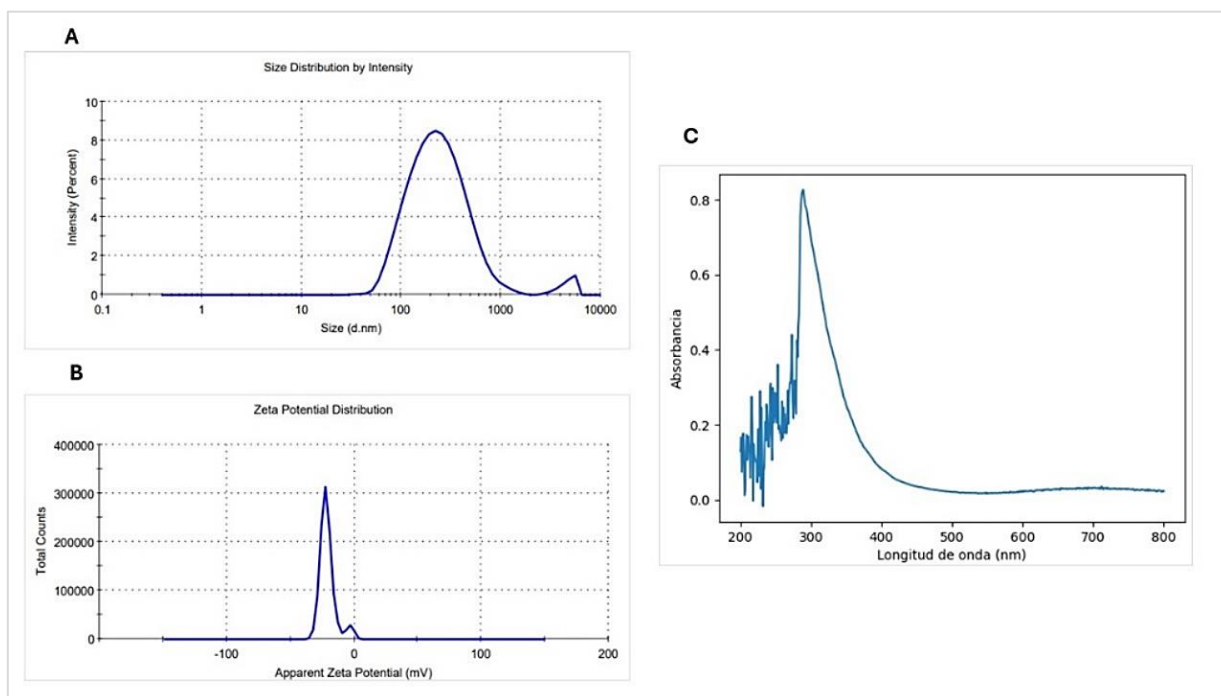 A
Size Distribution by Intensity
10
8
6
4
2
0
Intensity (Percent)
0.1 1 10 100 1000 10000
Size (d.nm)
B
Zeta Potential Distribution
400000
300000
200000
100000
0
Total Counts
-100 0 100 200
Apparent Zeta Potential (mV)
C
0.8
0.6
0.4
0.2
0.0
Absorbancia
200 300 400 500 600 700 800
Longitud de onda (nm)